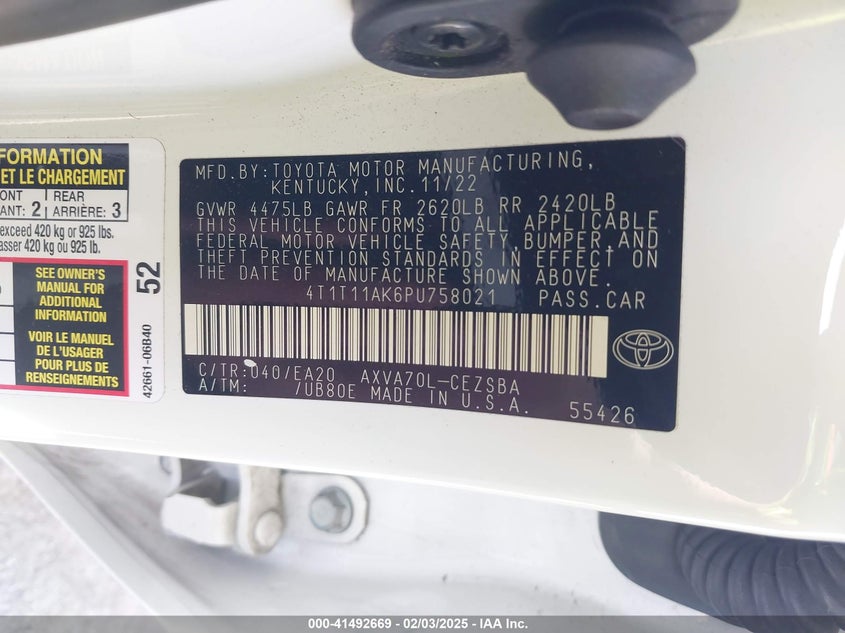 FORMATION
ET LE CHARGEMENT
ONT
ANT: 2
REAR
ARRIÈRE: 3
exceed 420 kg or 925 lbs.
asser 420 kg ou 925 lb.
SEE OWNER'S
MANUAL FOR
ADDITIONAL
INFORMATION
VOIR LE MANUEL
DE L'USAGER
POUR PLUS DE
RENSEIGNEMENTS
52
42661-06B40
MFD.BY:TOYOTA MOTOR MANUFACTURING,
KENTUCKY,INC.11/22
GVWR 4475LB GAWR FR 2620LB RR 2420LB
THIS VEHICLE CONFORMS TO ALL APPLICABLE
FEDERAL MOTOR VEHICLE SAFETY,BUMPER,AND
THEFT PREVENTION STANDARDS IN EFFECT ON
THE DATE OF MANUFACTURE SHOWN ABOVE.
4T1T11AK6PU758021 PASS.CAR
C/TR:040/EA20 AXVA70L-CEZSBA
A/TM: /UB80E MADE IN U.S.A.
55426
000-41492669 - 02/03/2025 - IAA Inc.